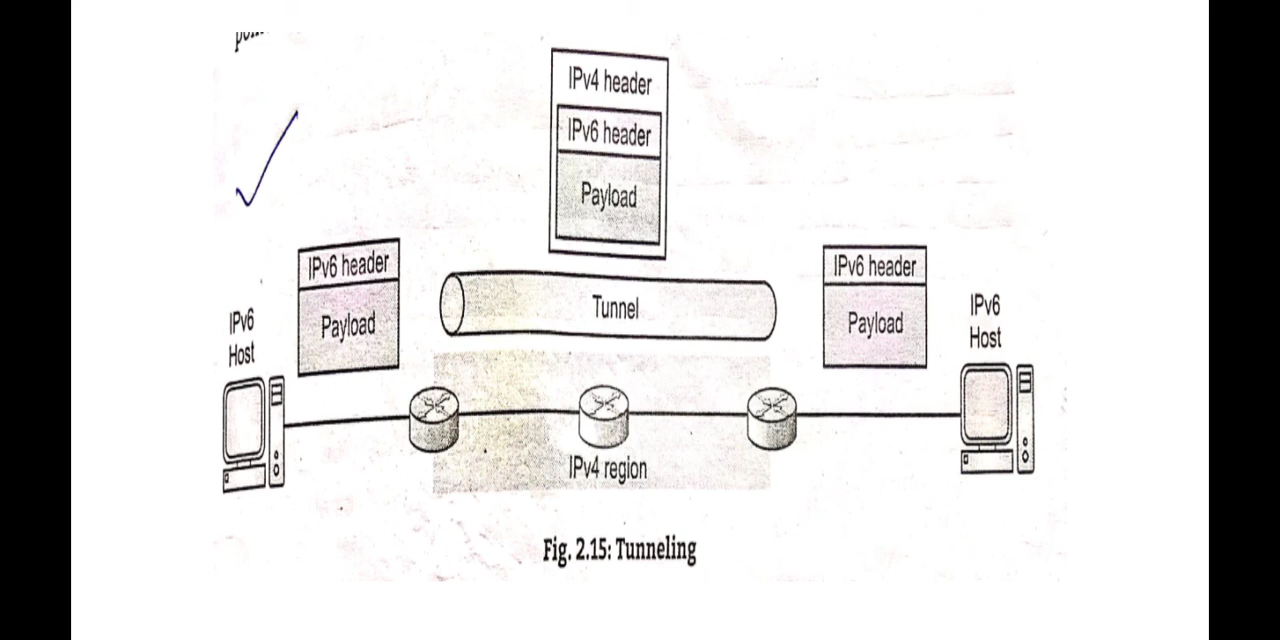 IPv4 header
IPv6 header
Payload
IPv6 header
Payload
Tunnel
IPv6 header
Payload
IPv6
Host
IPv6
Host
IPv4 region
Fig. 2.15: Tunneling